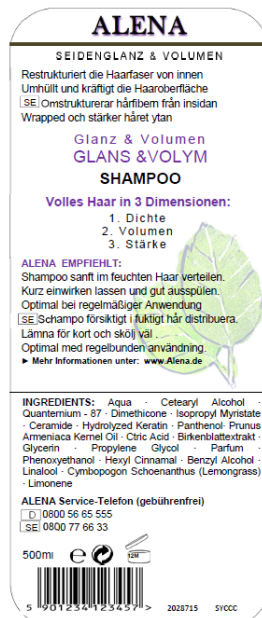 ALENA
SEIDENGLANZ & VOLUMEN
Restrukturiert die Haarfaser von innen
Umhüllt und kräftigt die Haaroberfläche
SE Omstrukturerar hårfibern från insidan
Wrapped och stärker håret ytan
Glanz & Volumen
GLANS &VOLYM
SHAMPOO
Volles Haar in 3 Dimensionen:
1. Dichte
2. Volumen
3. Stärke
ALENA EMPFIEHLT:
Shampoo sanft im feuchten Haar verteilen.
Kurz einwirken lassen und gut ausspülen.
Optimal bei regelmäßiger Anwendung
SE Schampo försiktigt i fuktigt hår distribuera.
Lämna för kort och skölj väl .
Optimal med regelbunden användning.
► Mehr Informationen unter: www.Alena.de
INGREDIENTS: Aqua · Cetearyl Alcohol ·
Quanternium - 87 · Dimethicone · Isopropyl Myristate
· Ceramide · Hydrolyzed Keratin · Panthenol· Prunus
Armeniaca Kernel Oil · Ctric Acid · Birkenblattextrakt ·
Glycerin · Propylene Glycol · Parfum ·
Phenoxyethanol · Hexyl Cinnamal · Benzyl Alcohol ·
Linalool · Cymbopogon Schoenanthus (Lemongrass)
· Limonene
ALENA Service-Telefon (gebührenfrei)
D 0800 56 65 555
SE 0800 77 66 33
500ml e 12M
5 901234 123457 > 2028715 SYCCC